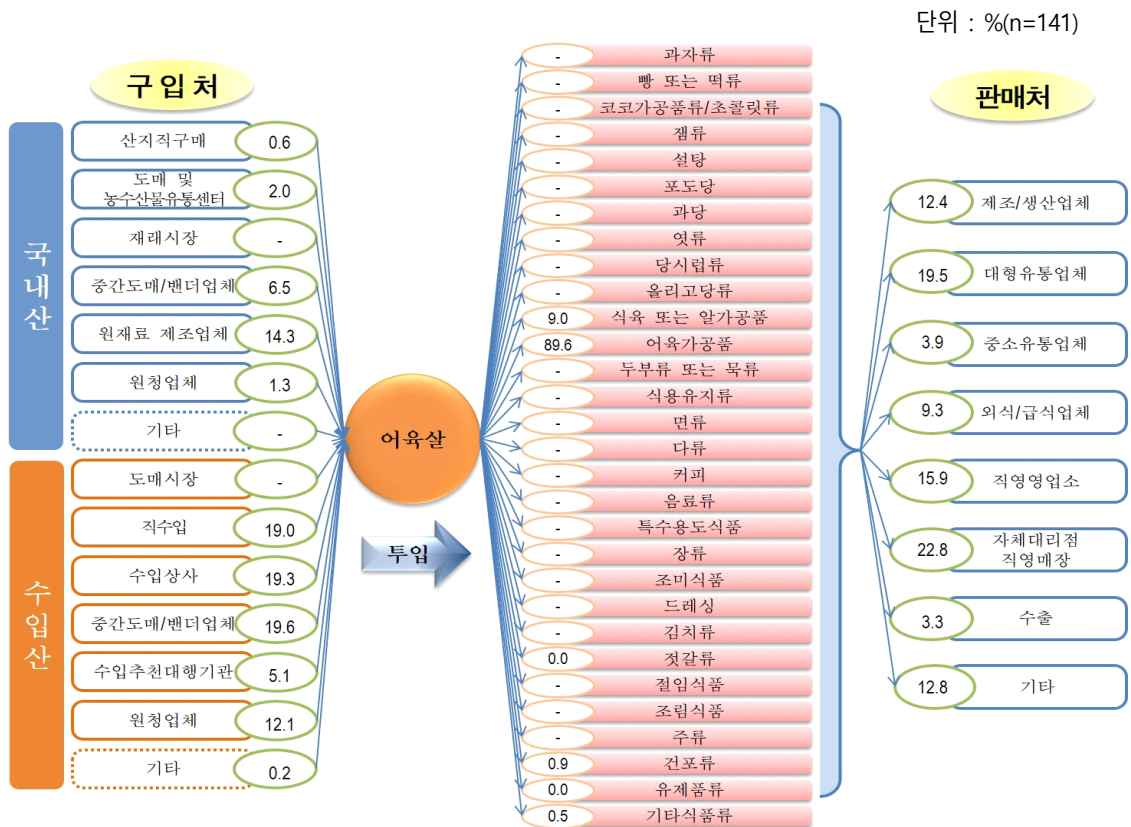 단위 : %(n=141)
구입처
판매처
국내산
산지직구매 0.6
도매 및
농수산물유통센터 2.0
재래시장 -
중간도매/밴더업체 6.5
원재료 제조업체 14.3
원청업체 1.3
기타 -
수입산
도매시장 -
직수입 19.0
수입상사 19.3
중간도매/밴더업체 19.6
수입추천대행기관 5.1
원청업체 12.1
기타 0.2
어육살
투입
- 과자류
- 빵 또는 떡류
- 코코가공품류/초콜릿류
- 잼류
- 설탕
- 포도당
- 과당
- 엿류
- 당시럽류
- 올리고당류
9.0 식육 또는 알가공품
89.6 어육가공품
- 두부류 또는 묵류
- 식용유지류
- 면류
- 다류
- 커피
- 음료류
- 특수용도식품
- 장류
- 조미식품
- 드레싱
- 김치류
0.0 젓갈류
- 절임식품
- 조림식품
- 주류
0.9 건포류
0.0 유제품류
0.5 기타식품류
12.4 제조/생산업체
19.5 대형유통업체
3.9 중소유통업체
9.3 외식/급식업체
15.9 직영영업소
22.8 자체대리점
직영매장
3.3 수출
12.8 기타